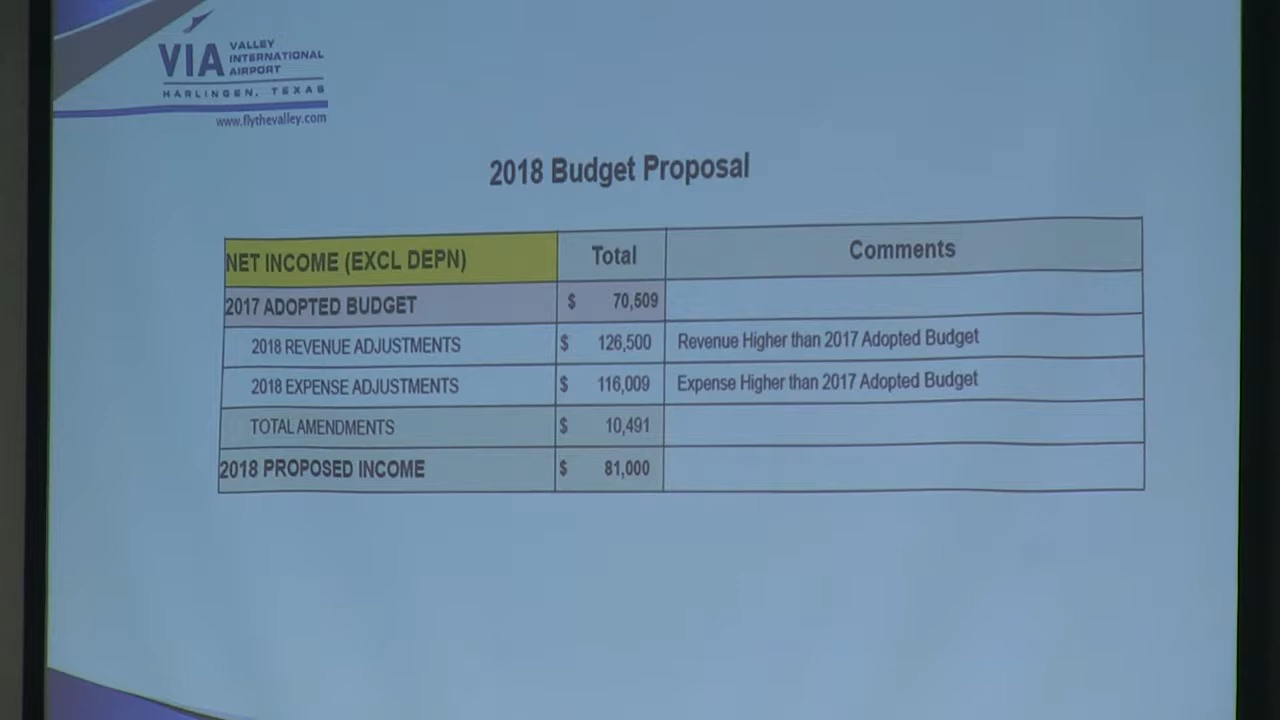 VIA VALLEY INTERNATIONAL AIRPORT
HARLINGEN, TEXAS
www.flythevalley.com
2018 Budget Proposal
NET INCOME (EXCL DEPN) Total Comments
2017 ADOPTED BUDGET $ 70,509
2018 REVENUE ADJUSTMENTS $ 126,500 Revenue Higher than 2017 Adopted Budget
2018 EXPENSE ADJUSTMENTS $ 116,009 Expense Higher than 2017 Adopted Budget
TOTAL AMENDMENTS $ 10,491
2018 PROPOSED INCOME $ 81,000